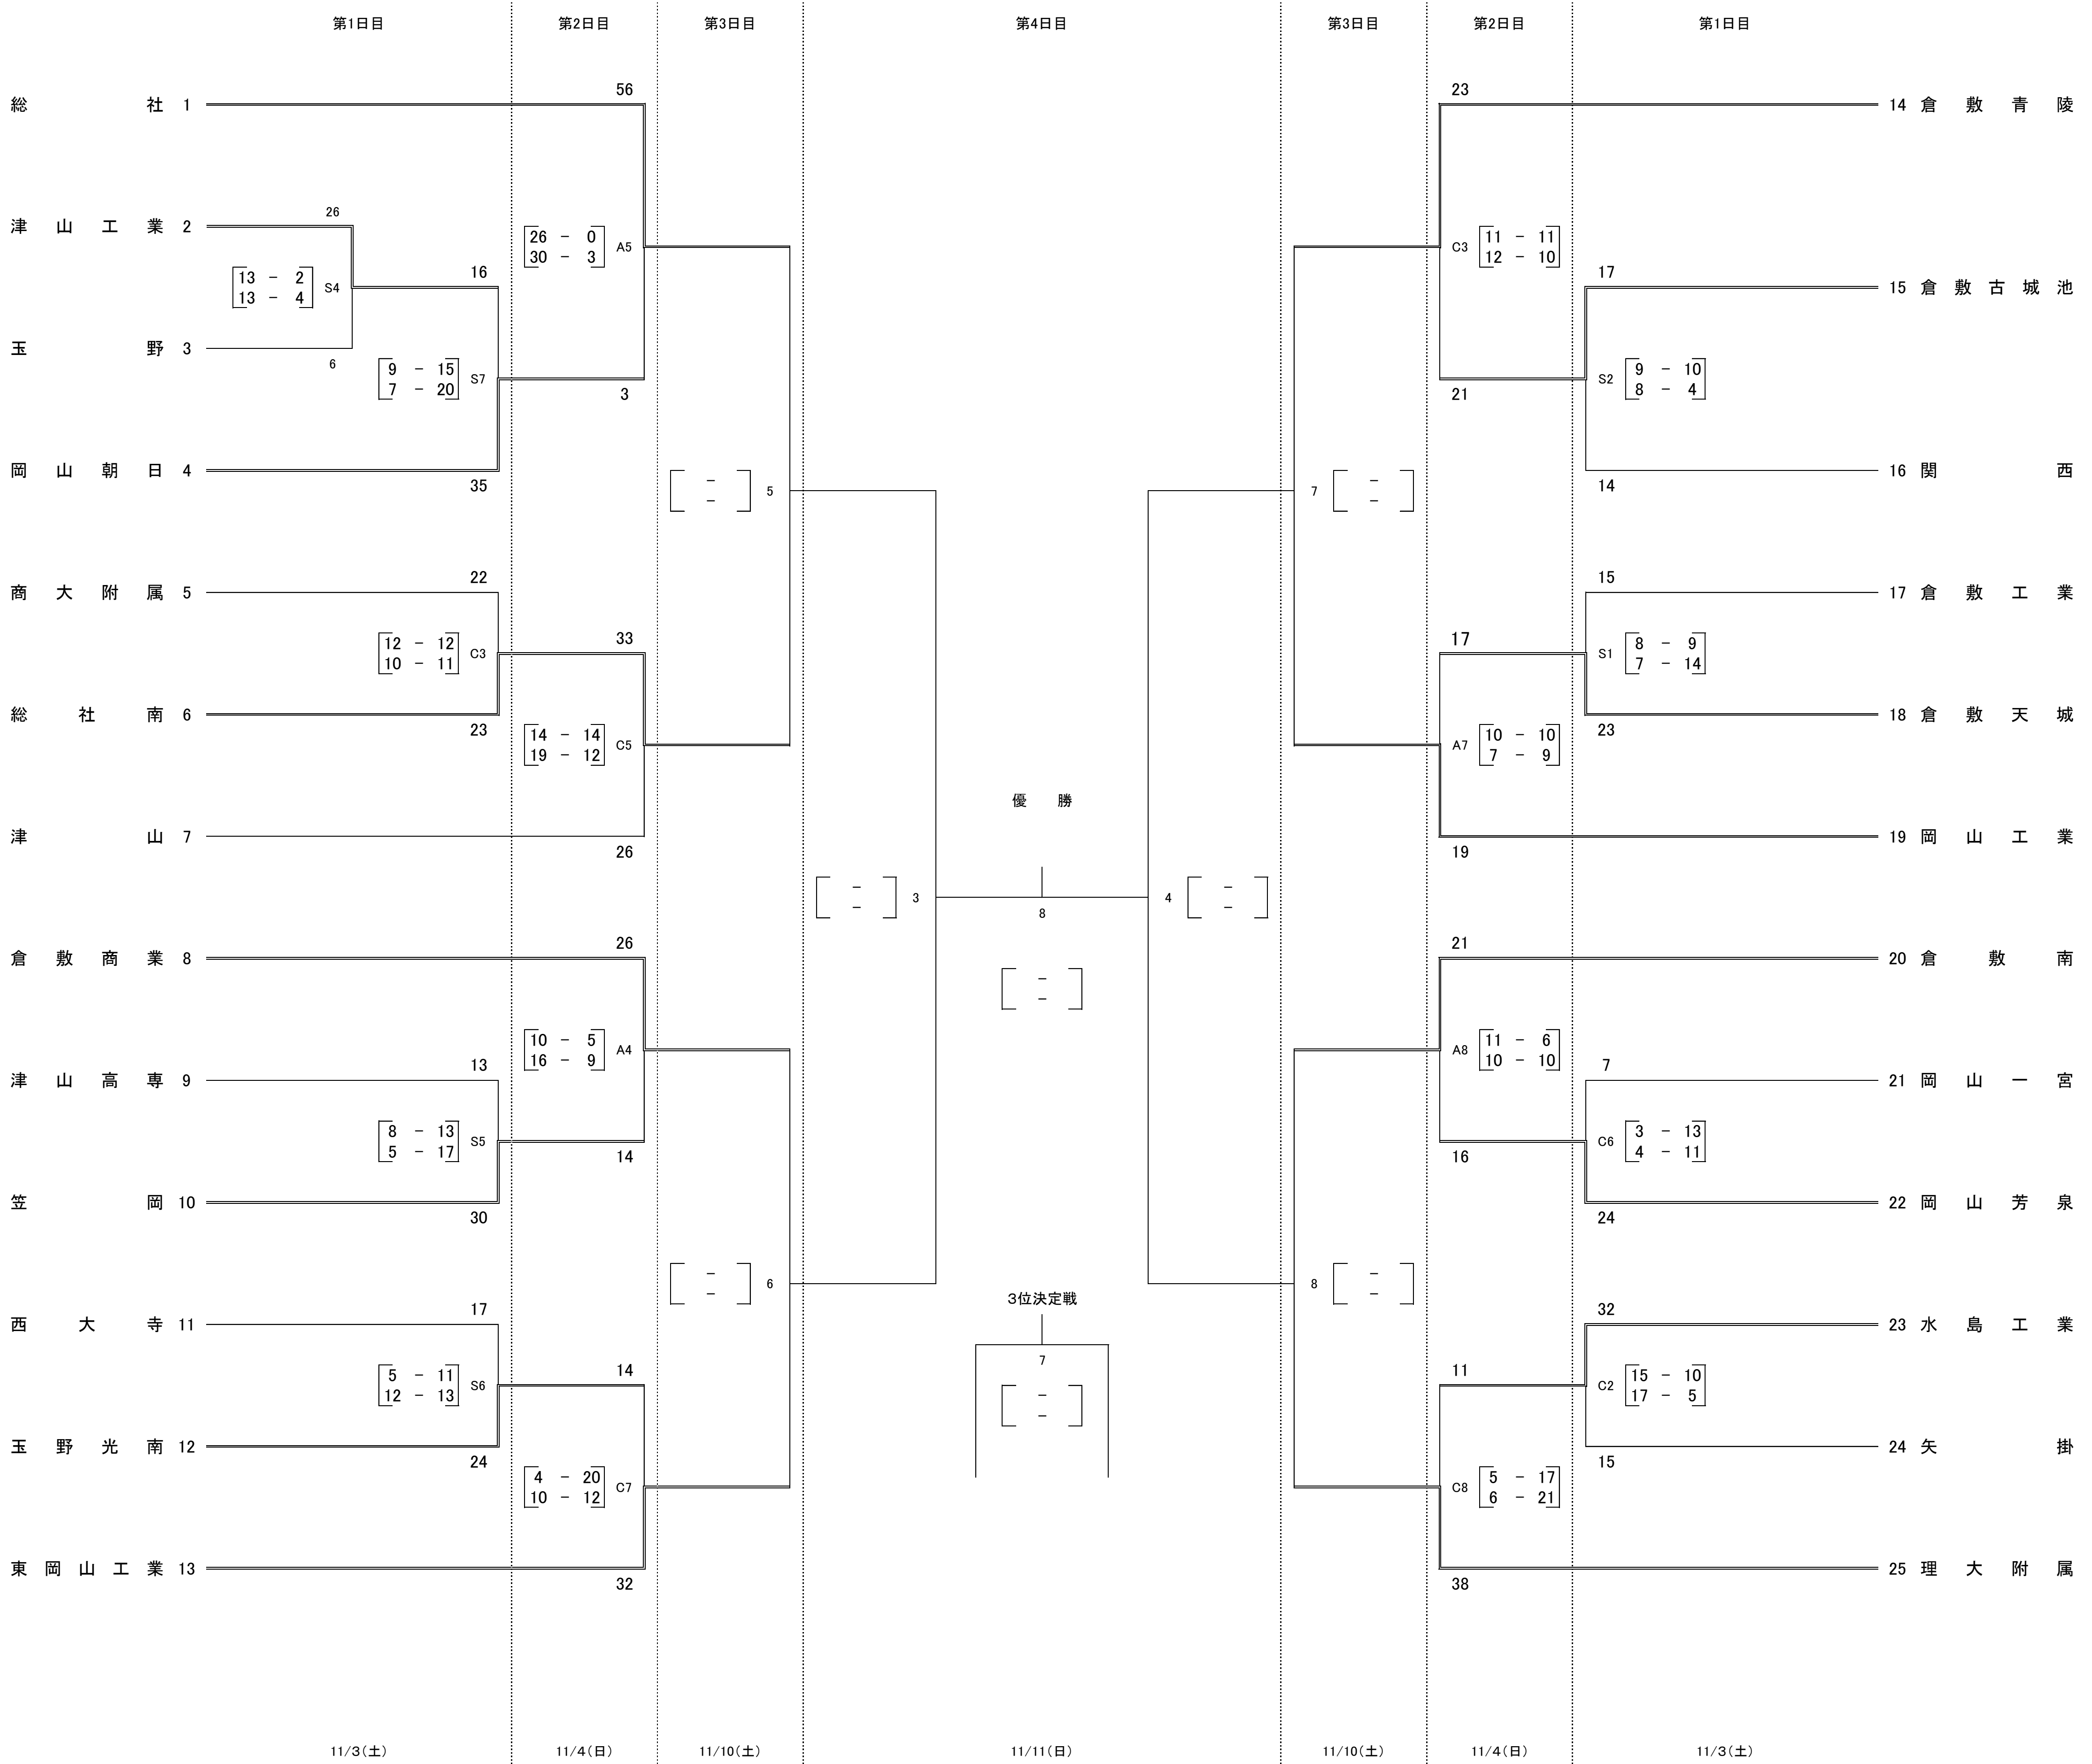 第1日目 第2日目 第3日目 第4日目 第3日目 第2日目 第1日目
56 23
総社 1 14 倉敷青陵
26
津山工業 2
26 - 0 A5 C3 11 - 11
30 - 3 12 - 10
16 17
13 - 2 S4 15 倉敷古城池
13 - 4
玉野 3
6
9 - 15 S7 S2 9 - 10
7 - 20 8 - 4
3 21
岡山朝日 4 16 関西
35 14
- 5 7 -
- -
22 15
商大附属 5 17 倉敷工業
33 17
12 - 12 C3 S1 8 - 9
10 - 11 7 - 14
総社南 6 18 倉敷天城
23 23
14 - 14 C5 A7 10 - 10
19 - 12 7 - 9
優勝
津山 7 19 岡山工業
26 19
- 3 4 -
- -
8
26 21
倉敷商業 8 20 倉敷南
-
-
10 - 5 A4 A8 11 - 6
16 - 9 10 - 10
13 7
津山高専 9 21 岡山一宮
8 - 13 S5 C6 3 - 13
5 - 17 4 - 11
14 16
笠岡 10 22 岡山芳泉
30 24
- 6 8 -
- -
3位決定戦
17 32
西大寺 11 23 水島工業
7
14 11
5 - 11 S6 C2 15 - 10
12 - 13 17 - 5
-
-
玉野光南 12 24 矢掛
24 15
4 - 20 C7 C8 5 - 17
10 - 12 6 - 21
東岡山工業 13 25 理大附属
32 38
11/3(土) 11/4(日) 11/10(土) 11/11(日) 11/10(土) 11/4(日) 11/3(土)